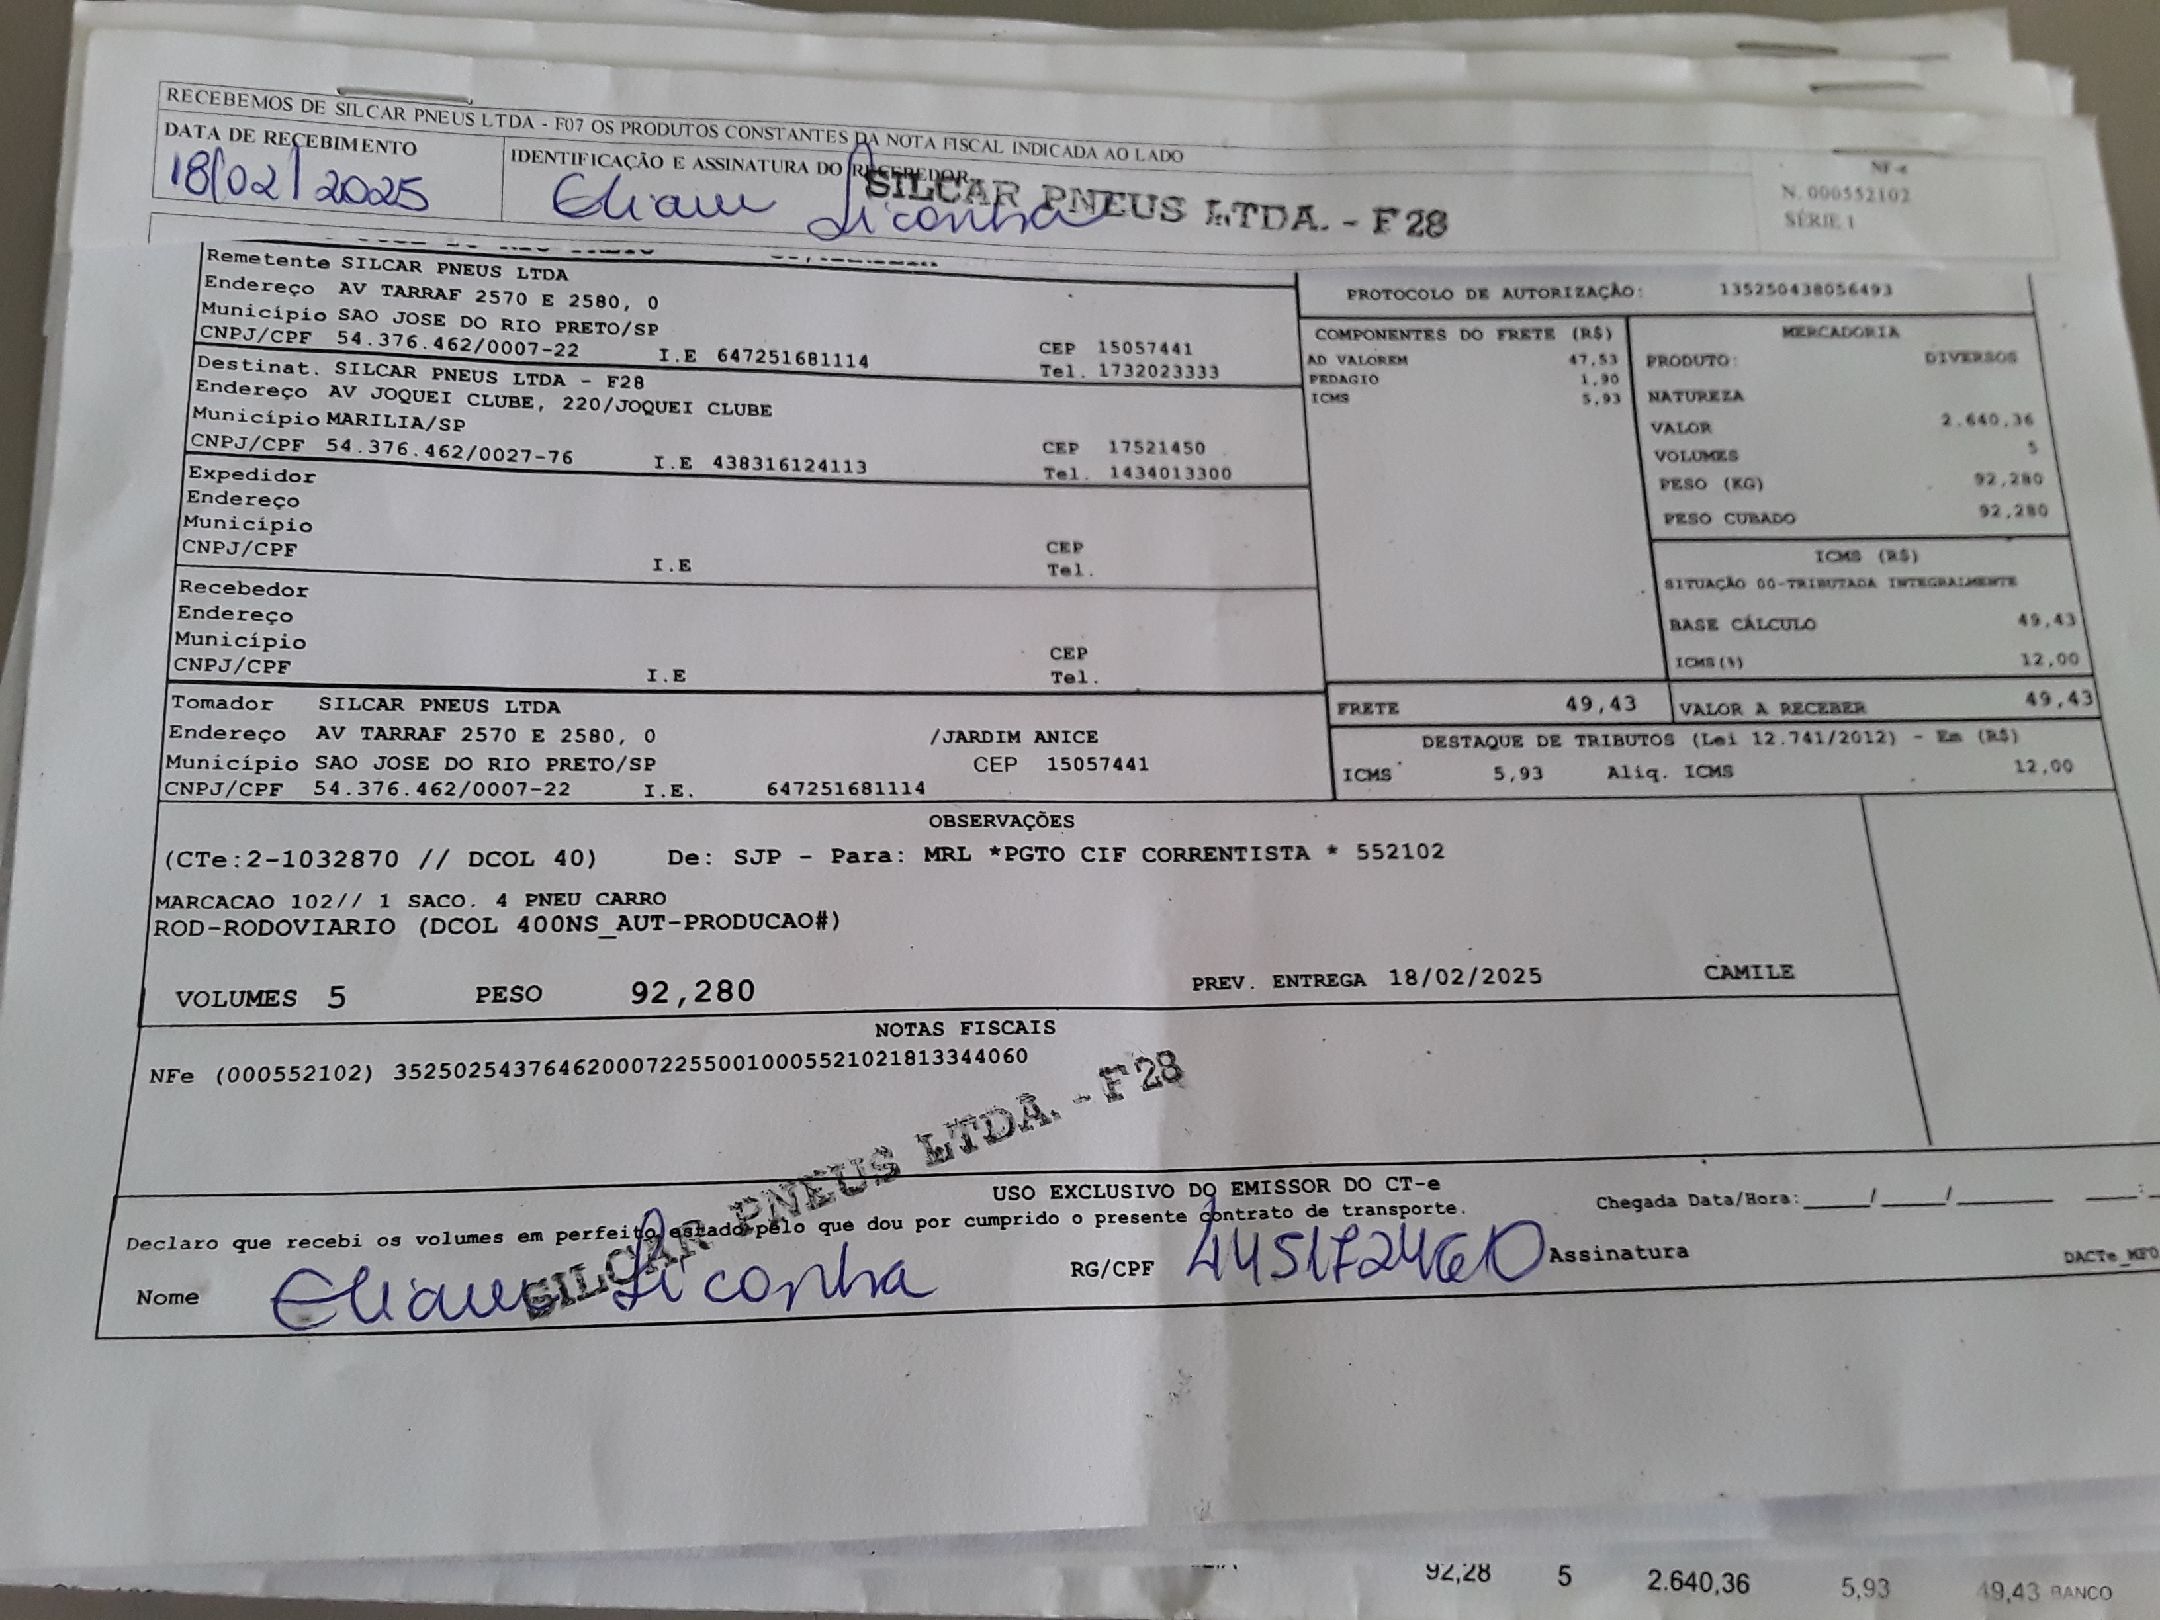 RECEBEMOS DE SILCAR PNEUS LTDA - F07 OS PRODUTOS CONSTANTES DA NOTA FISCAL INDICADA AO LADO
DATA DE RECEBIMENTO
18/02/2025
IDENTIFICAÇÃO E ASSINATURA DO RECEBEDOR
SILCAR PNEUS LTDA. - F28
NF-e
N. 000552102
SÉRIE 1
Remetente SILCAR PNEUS LTDA
Endereço AV TARRAF 2570 E 2580, 0
Município SAO JOSE DO RIO PRETO/SP
CNPJ/CPF 54.376.462/0007-22 I.E 647251681114
CEP 15057441
Tel. 1732023333
Destinat. SILCAR PNEUS LTDA - F28
Endereço AV JOQUEI CLUBE, 220/JOQUEI CLUBE
Município MARILIA/SP
CNPJ/CPF 54.376.462/0027-76 I.E 438316124113
CEP 17521450
Tel. 1434013300
Expedidor
Endereço
Município
CNPJ/CPF I.E
CEP
Tel.
Recebedor
Endereço
Município
CNPJ/CPF I.E
CEP
Tel.
Tomador SILCAR PNEUS LTDA
Endereço AV TARRAF 2570 E 2580, 0 /JARDIM ANICE
Município SAO JOSE DO RIO PRETO/SP CEP 15057441
CNPJ/CPF 54.376.462/0007-22 I.E. 647251681114
PROTOCOLO DE AUTORIZAÇÃO: 135250438056493
COMPONENTES DO FRETE (R$)
AD VALOREM 47,53
PEDAGIO 1,90
ICMS 5,93
MERCADORIA
PRODUTO: DIVERSOS
NATUREZA
VALOR 2.640,36
VOLUMES 5
PESO (KG) 92,280
PESO CUBADO 92,280
ICMS (R$)
SITUAÇÃO 00-TRIBUTADA INTEGRALMENTE
BASE CÁLCULO 49,43
ICMS(%) 12,00
FRETE 49,43 VALOR A RECEBER 49,43
DESTAQUE DE TRIBUTOS (Lei 12.741/2012) - Em (R$)
ICMS 5,93 Aliq. ICMS 12,00
OBSERVAÇÕES
(CTe:2-1032870 // DCOL 40) De: SJP - Para: MRL *PGTO CIF CORRENTISTA * 552102
MARCACAO 102// 1 SACO. 4 PNEU CARRO
ROD-RODOVIARIO (DCOL 400NS_AUT-PRODUCAO#)
VOLUMES 5 PESO 92,280 PREV. ENTREGA 18/02/2025 CAMILE
NOTAS FISCAIS
NFe (000552102) 35250254376462000722550010005521021813344060
SILCAR PNEUS LTDA. - F28
USO EXCLUSIVO DO EMISSOR DO CT-e
Declaro que recebi os volumes em perfeito estado pelo que dou por cumprido o presente contrato de transporte.
Chegada Data/Hora: ____/____/______ ___:
Nome RG/CPF Assinatura
92,28 5 2.640,36 5,93 49,43 BANCO